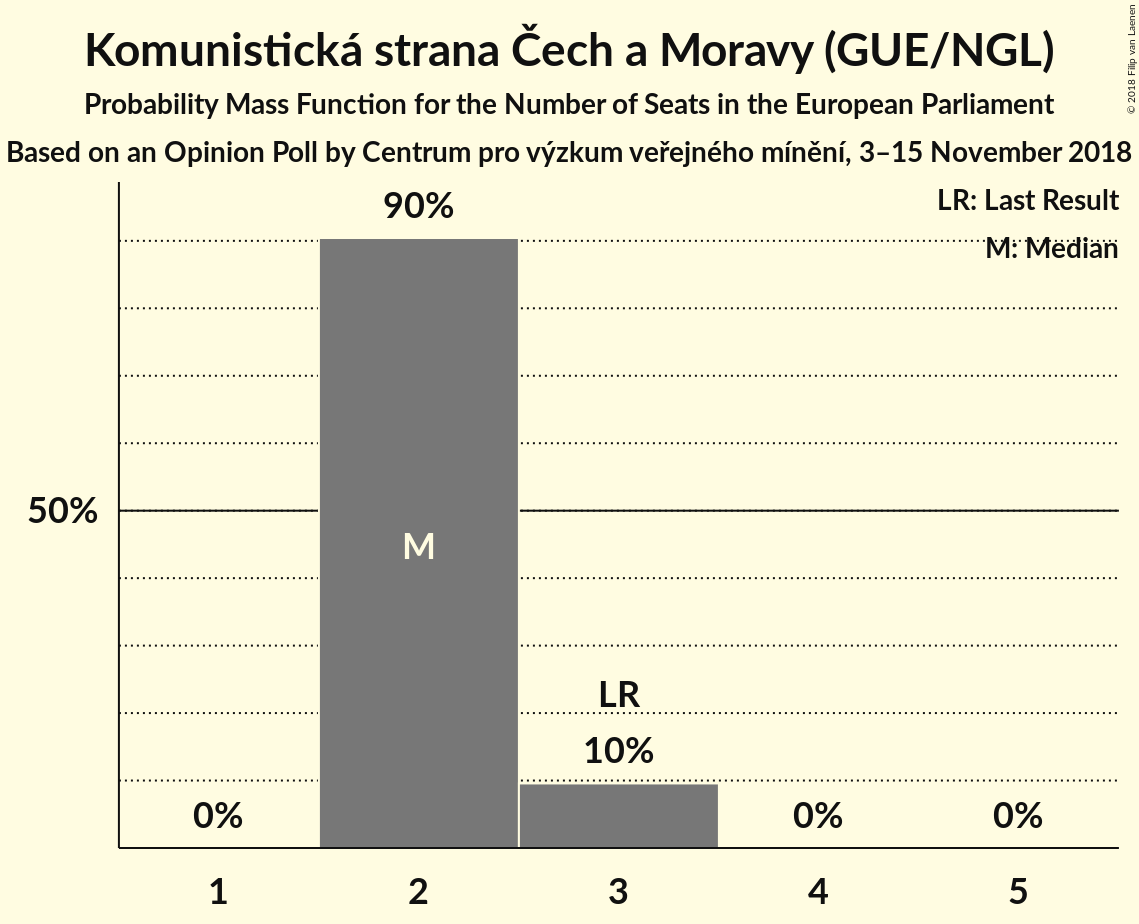 Komunistická strana Čech a Moravy (GUE/NGL)
Probability Mass Function for the Number of Seats in the European Parliament
Based on an Opinion Poll by Centrum pro výzkum veřejného mínění, 3–15 November 2018
© 2018 Filip van Laenen
LR: Last Result
M: Median
90%
50%
M
LR
10%
0%
0%
0%
1
2
3
4
5